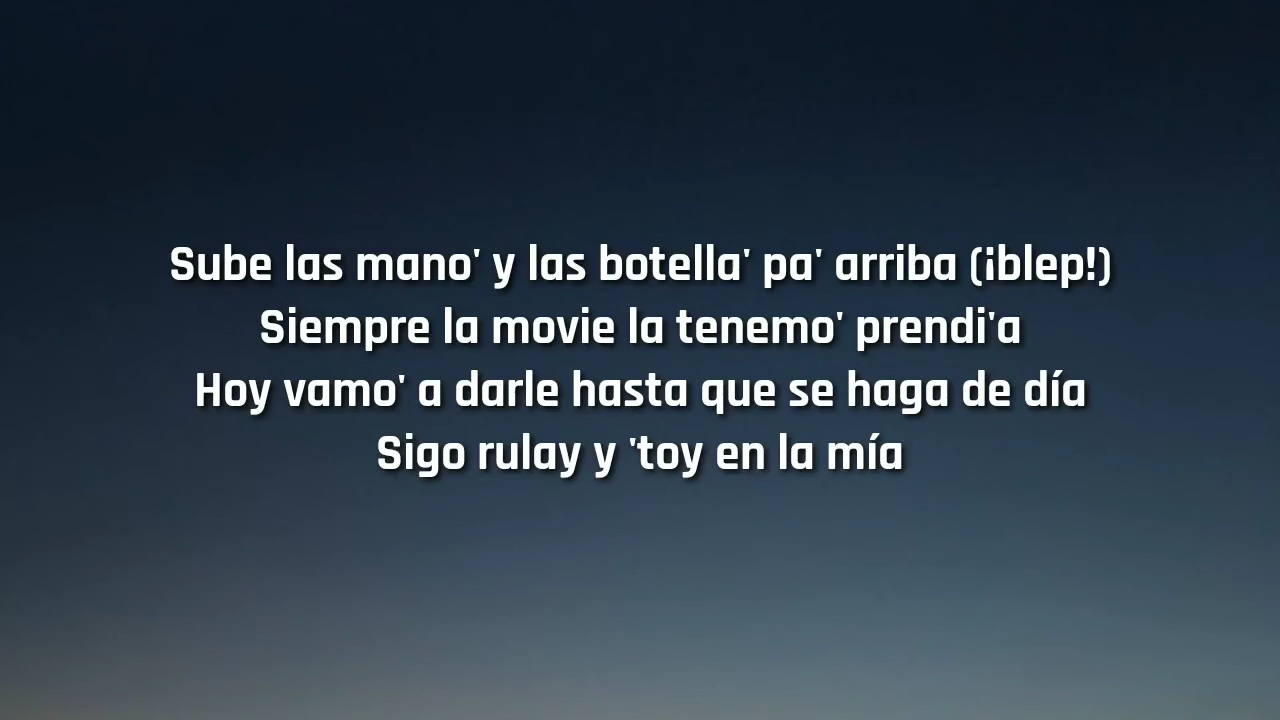 Sube las mano' y las botella' pa' arriba (¡blep!)
Siempre la movie la tenemo' prendi'a
Hoy vamo' a darle hasta que se haga de día
Sigo rulay y 'toy en la mía